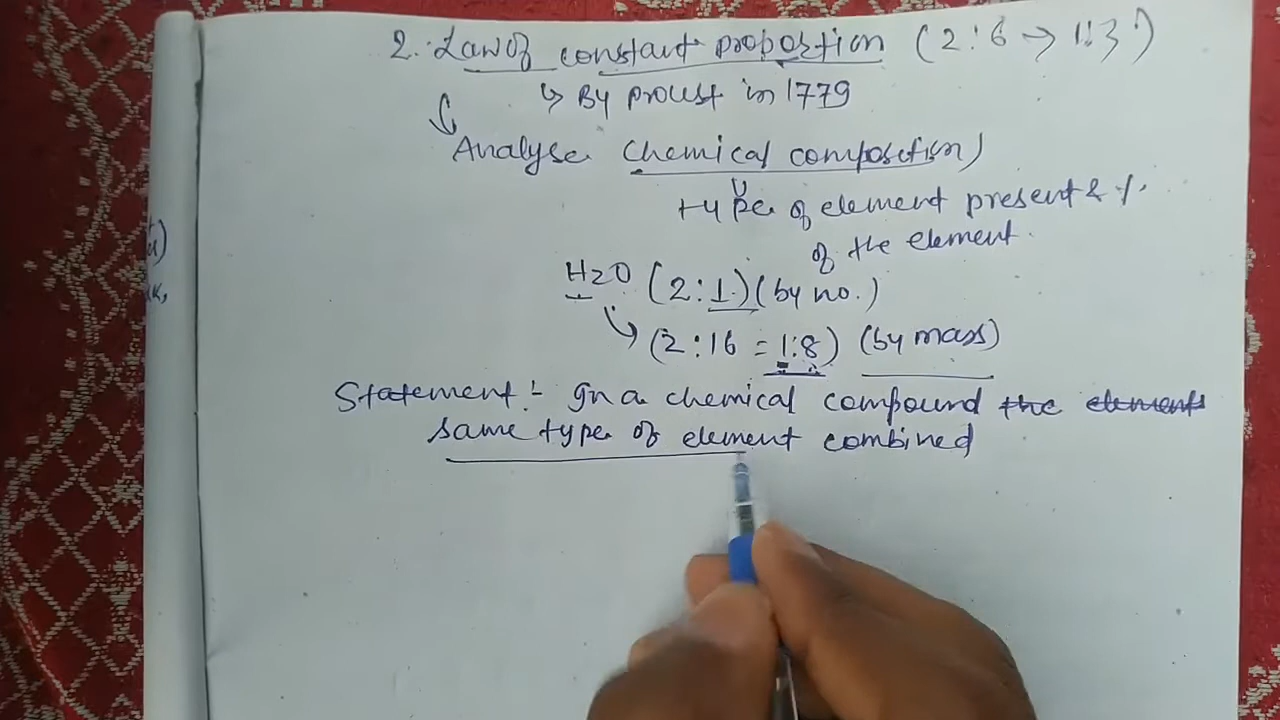 2. Law of constant proportion (2:6 → 1:3)
↳ By proust in 1779
Analyse chemical composition
type of element present & %
of the element.
H2O (2:1) (by no.)
(2:16 = 1:8) (by mass)
Statement:- In a chemical compound the elements
same type of element combined